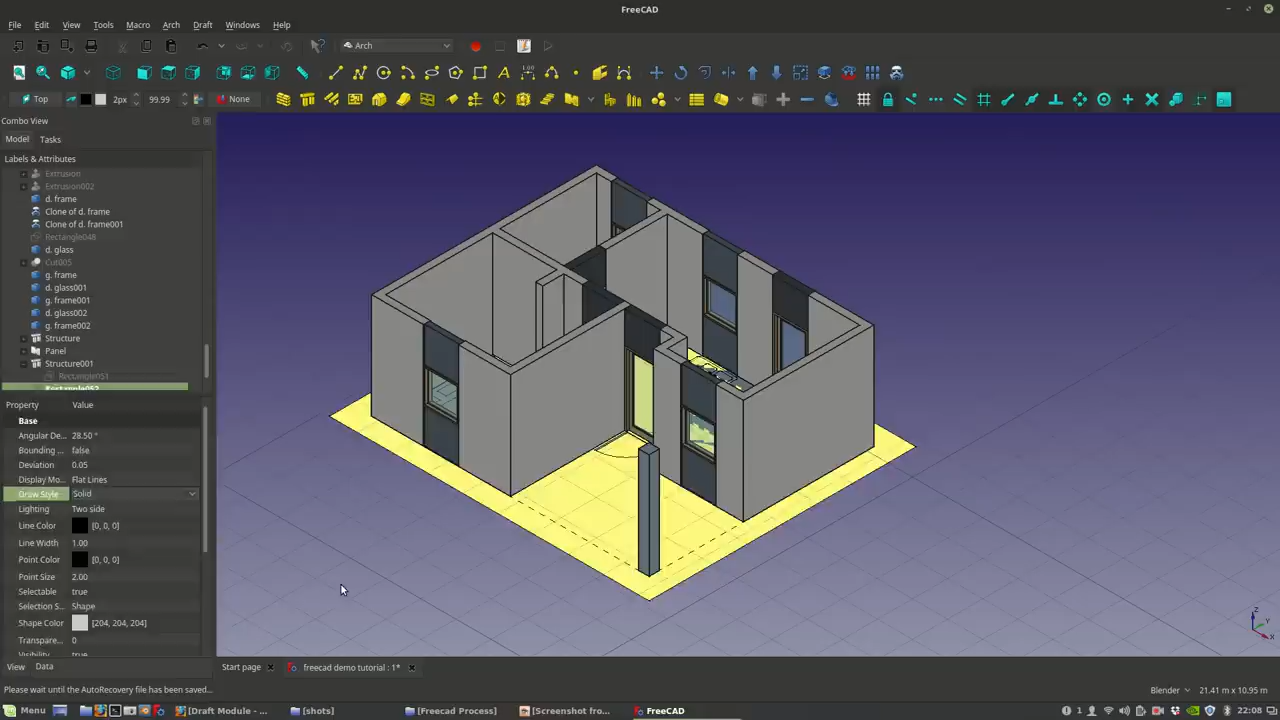 FreeCAD
File Edit View Tools Macro Arch Draft Windows Help
Arch
Top 2px 99.99 None
Combo View
Model Tasks
Labels & Attributes
Extrusion
Extrusion002
d. frame
Clone of d. frame
Clone of d. frame001
Rectangle048
d. glass
Cut005
g. frame
d. glass001
g. frame001
d. glass002
g. frame002
Structure
Panel
Structure001
Rectangle051
Rectangle052
Property Value
Base
Angular De... 28.50 °
Bounding ... false
Deviation 0.05
Display Mo... Flat Lines
Draw Style Solid
Lighting Two side
Line Color [0, 0, 0]
Line Width 1.00
Point Color [0, 0, 0]
Point Size 2.00
Selectable true
Selection S... Shape
Shape Color [204, 204, 204]
Transpare... 0
Visibility true
View Data
Start page freecad demo tutorial : 1*
Z
Y
X
Please wait until the AutoRecovery file has been saved...
Blender 21.41 m x 10.95 m
Menu [Draft Module - ... [shots] [Freecad Process] [Screenshot fro... FreeCAD 1 22:08